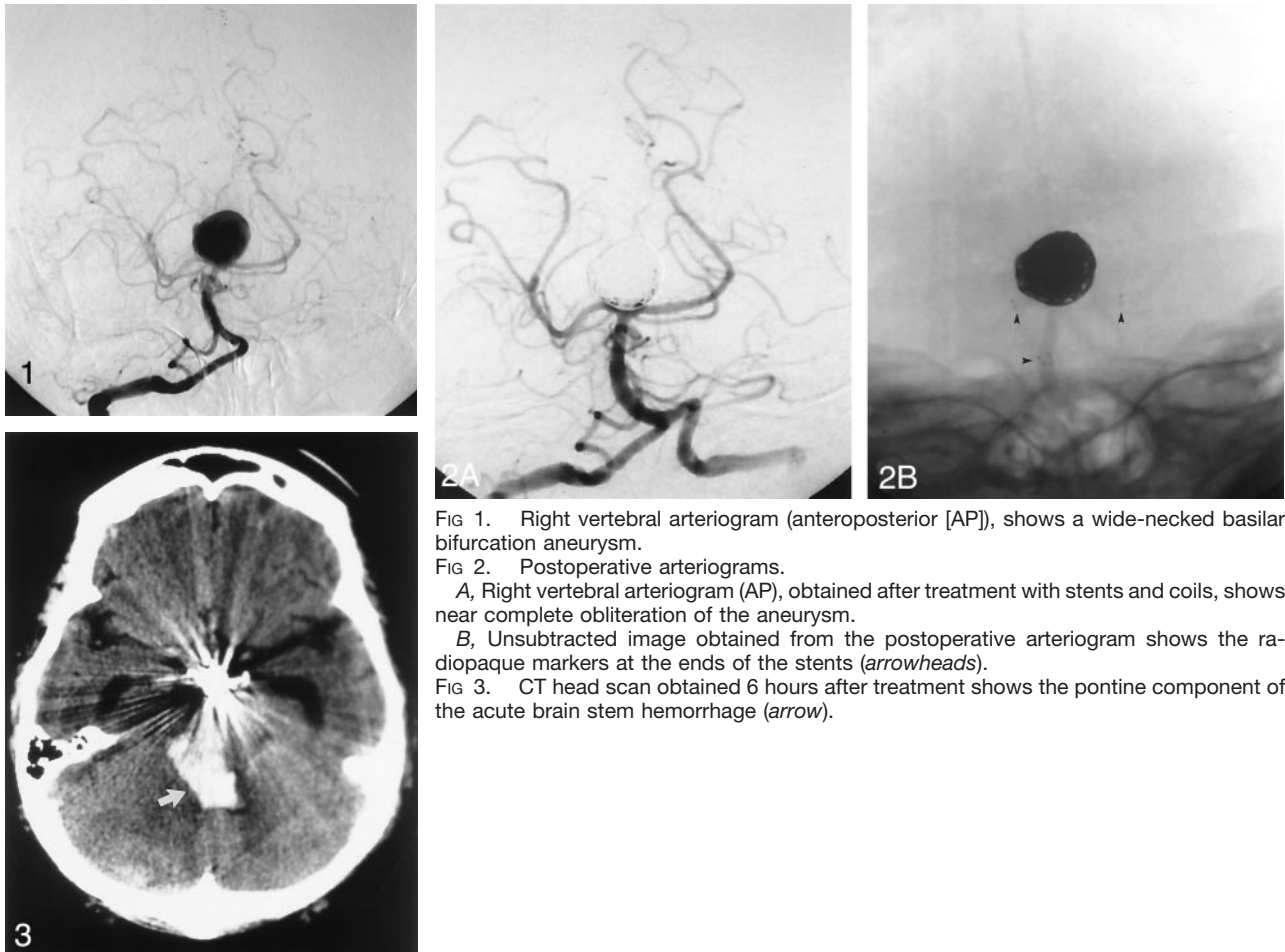 1
2A
2B
3
FIG 1. Right vertebral arteriogram (anteroposterior [AP]), shows a wide-necked basilar
bifurcation aneurysm.
FIG 2. Postoperative arteriograms.
A, Right vertebral arteriogram (AP), obtained after treatment with stents and coils, shows
near complete obliteration of the aneurysm.
B, Unsubtracted image obtained from the postoperative arteriogram shows the ra-
diopaque markers at the ends of the stents (arrowheads).
FIG 3. CT head scan obtained 6 hours after treatment shows the pontine component of
the acute brain stem hemorrhage (arrow).